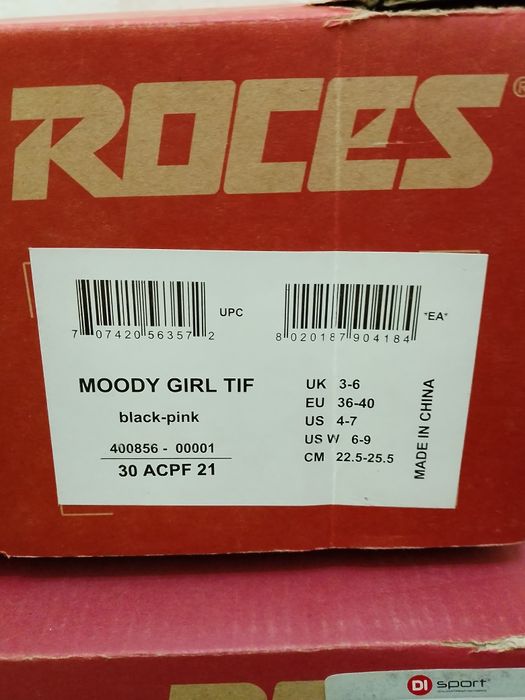 ROCES®
7 07420 56357 2 UPC
8 020187 904184 "EA"
MOODY GIRL TIF
black-pink
400856 - 00001
30 ACPF 21
UK 3-6
EU 36-40
US 4-7
US W 6-9
CM 22.5-25.5
MADE IN CHINA
DI sport